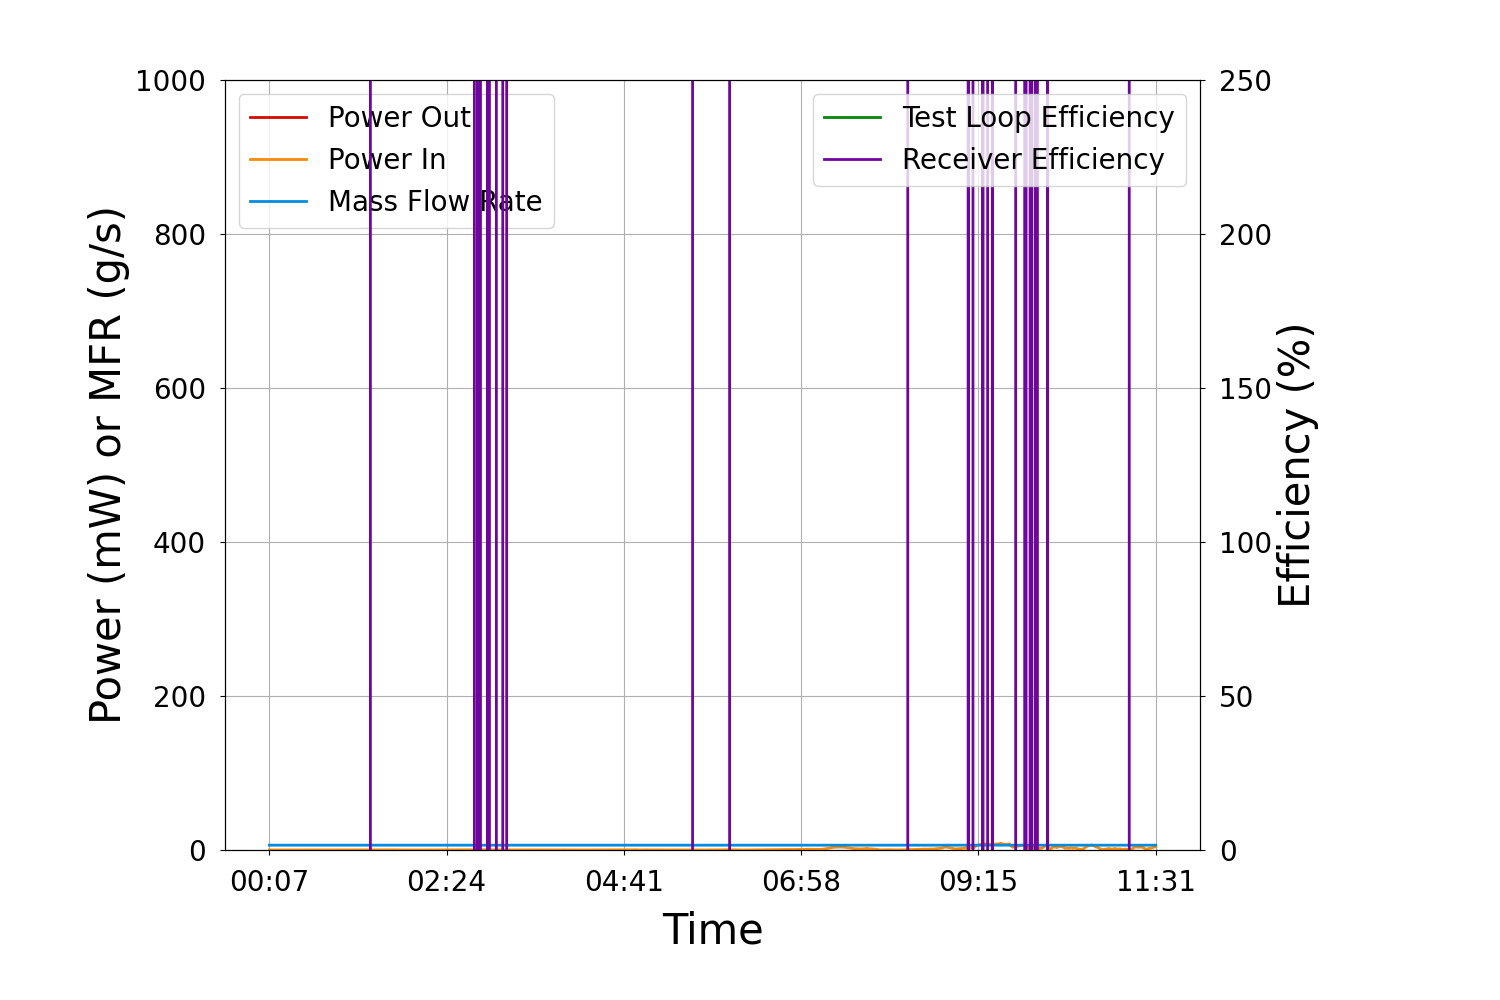 1000
800
600
400
200
0
Power (mW) or MFR (g/s)
Power Out
Power In
Mass Flow Rate
Test Loop Efficiency
Receiver Efficiency
250
200
150
100
50
0
Efficiency (%)
00:07
02:24
04:41
06:58
09:15
11:31
Time